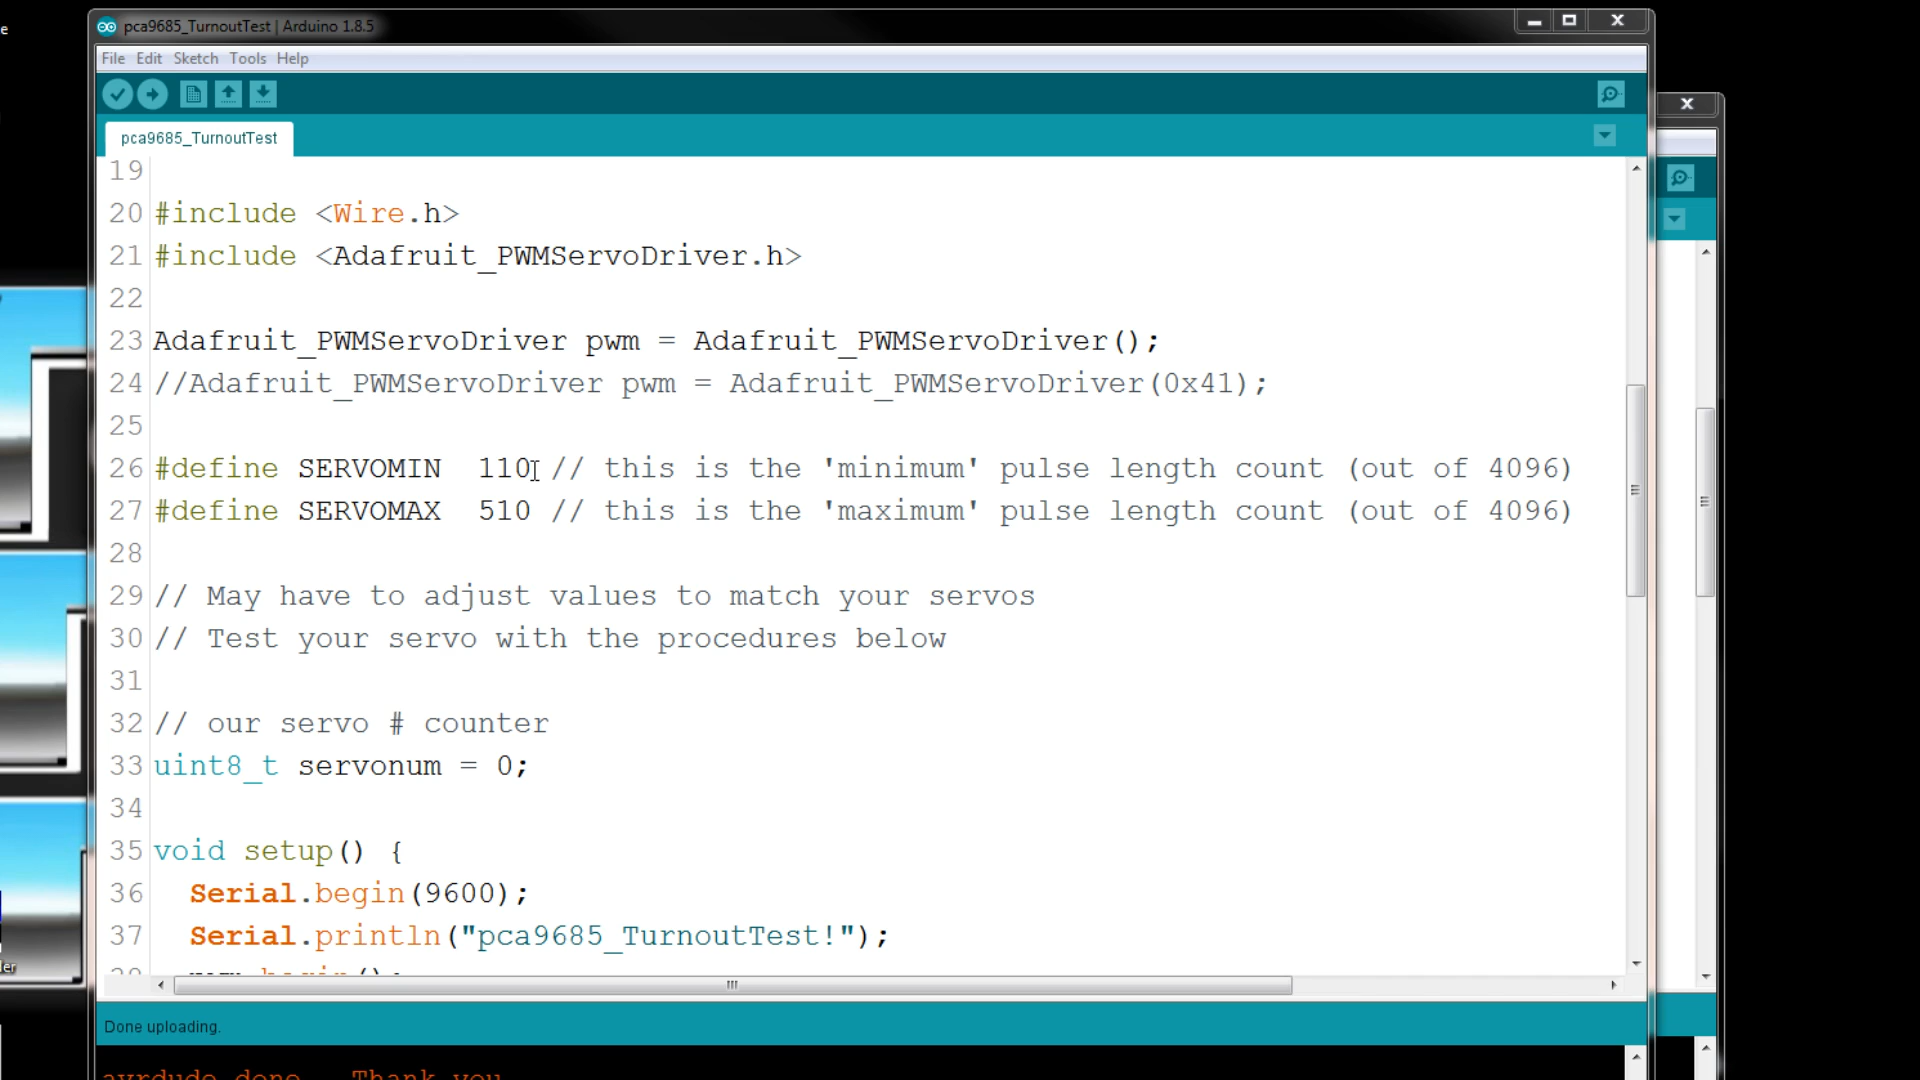 pca9685_TurnoutTest | Arduino 1.8.5
File Edit Sketch Tools Help
pca9685_TurnoutTest
19
20 #include <Wire.h>
21 #include <Adafruit_PWMServoDriver.h>
22
23 Adafruit_PWMServoDriver pwm = Adafruit_PWMServoDriver();
24 //Adafruit_PWMServoDriver pwm = Adafruit_PWMServoDriver(0x41);
25
26 #define SERVOMIN 110 // this is the 'minimum' pulse length count (out of 4096)
27 #define SERVOMAX 510 // this is the 'maximum' pulse length count (out of 4096)
28
29 // May have to adjust values to match your servos
30 // Test your servo with the procedures below
31
32 // our servo # counter
33 uint8_t servonum = 0;
34
35 void setup() {
36 Serial.begin(9600);
37 Serial.println("pca9685_TurnoutTest!");
Done uploading.
avrdude done. Thank you.